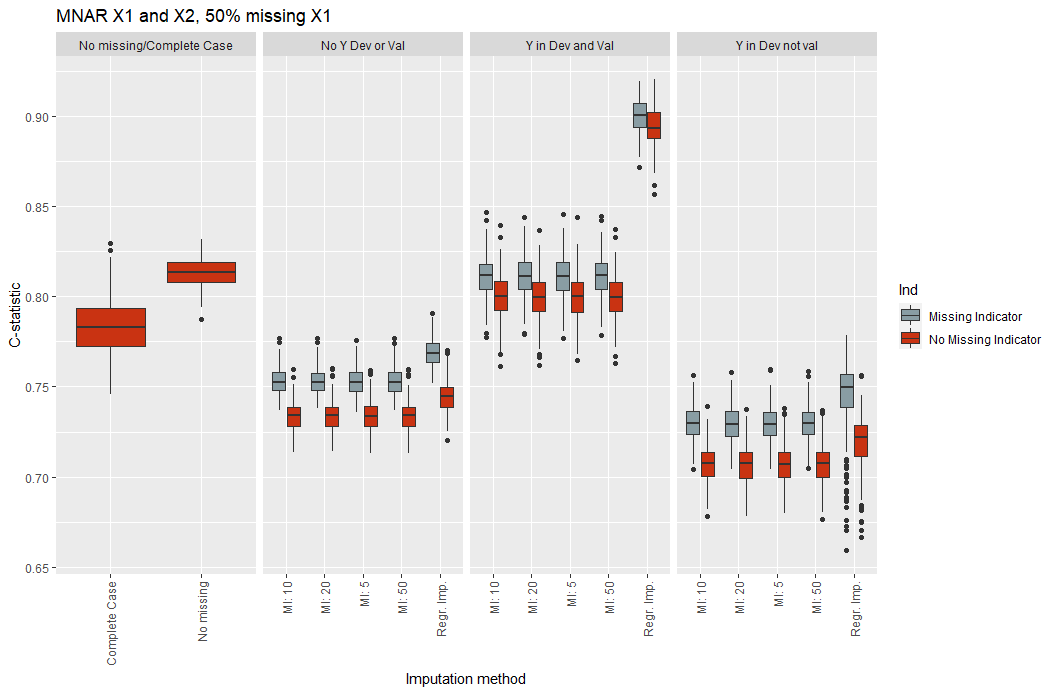 MNAR X1 and X2, 50% missing X1
No missing/Complete Case
No Y Dev or Val
Y in Dev and Val
Y in Dev not val
C-statistic
0.90
0.85
0.80
0.75
0.70
0.65
Ind
Missing Indicator
No Missing Indicator
Complete Case
No missing
MI: 10
MI: 20
MI: 5
MI: 50
Regr. Imp.
MI: 10
MI: 20
MI: 5
MI: 50
Regr. Imp.
MI: 10
MI: 20
MI: 5
MI: 50
Regr. Imp.
Imputation method